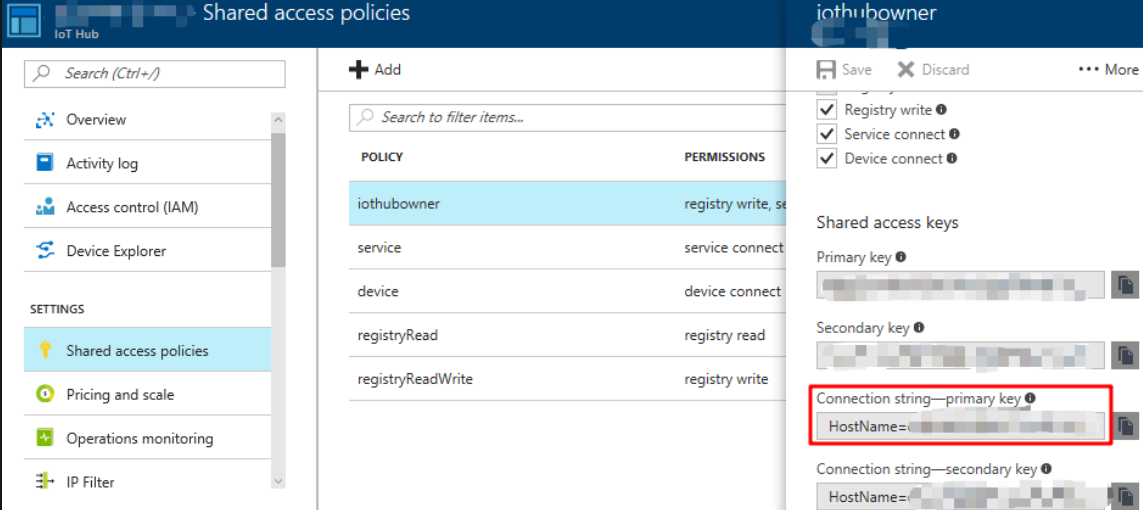 Shared access policies
IoT Hub
Search (Ctrl+/)
Overview
Activity log
Access control (IAM)
Device Explorer
SETTINGS
Shared access policies
Pricing and scale
Operations monitoring
IP Filter
Add
Search to filter items...
POLICY PERMISSIONS
iothubowner registry write, se
service service connect
device device connect
registryRead registry read
registryReadWrite registry write
iothubowner
Save Discard More
Registry write
Service connect
Device connect
Shared access keys
Primary key
Secondary key
Connection string—primary key
HostName=
Connection string—secondary key
HostName=